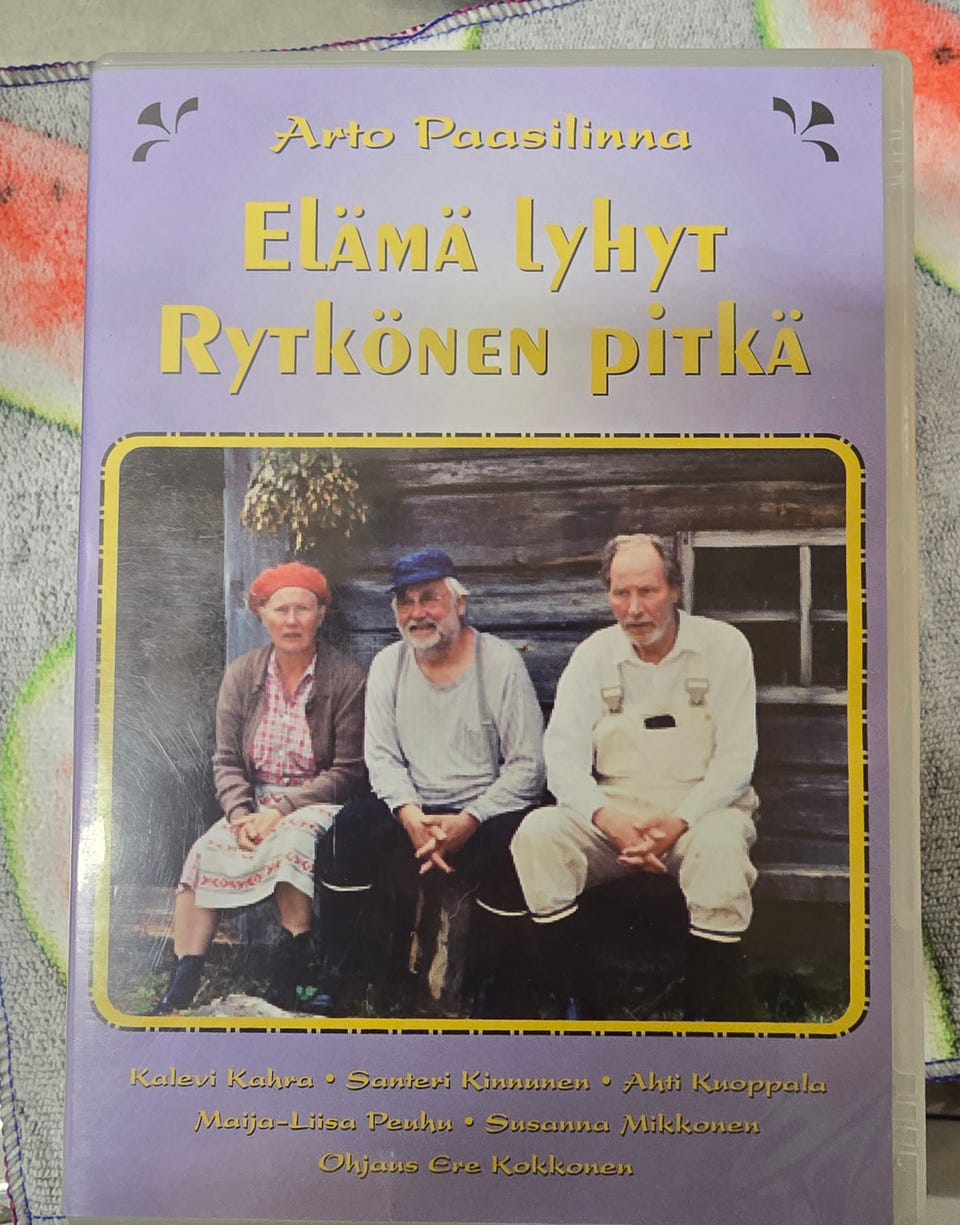 Arto Paasilinna
Elämä lyhyt
Rytkönen pitkä
Kalevi Kahra • Santeri Kinnunen • Ahti Kuoppala
Maija-Liisa Peuhu • Susanna Mikkonen
Ohjaus Ere Kokkonen